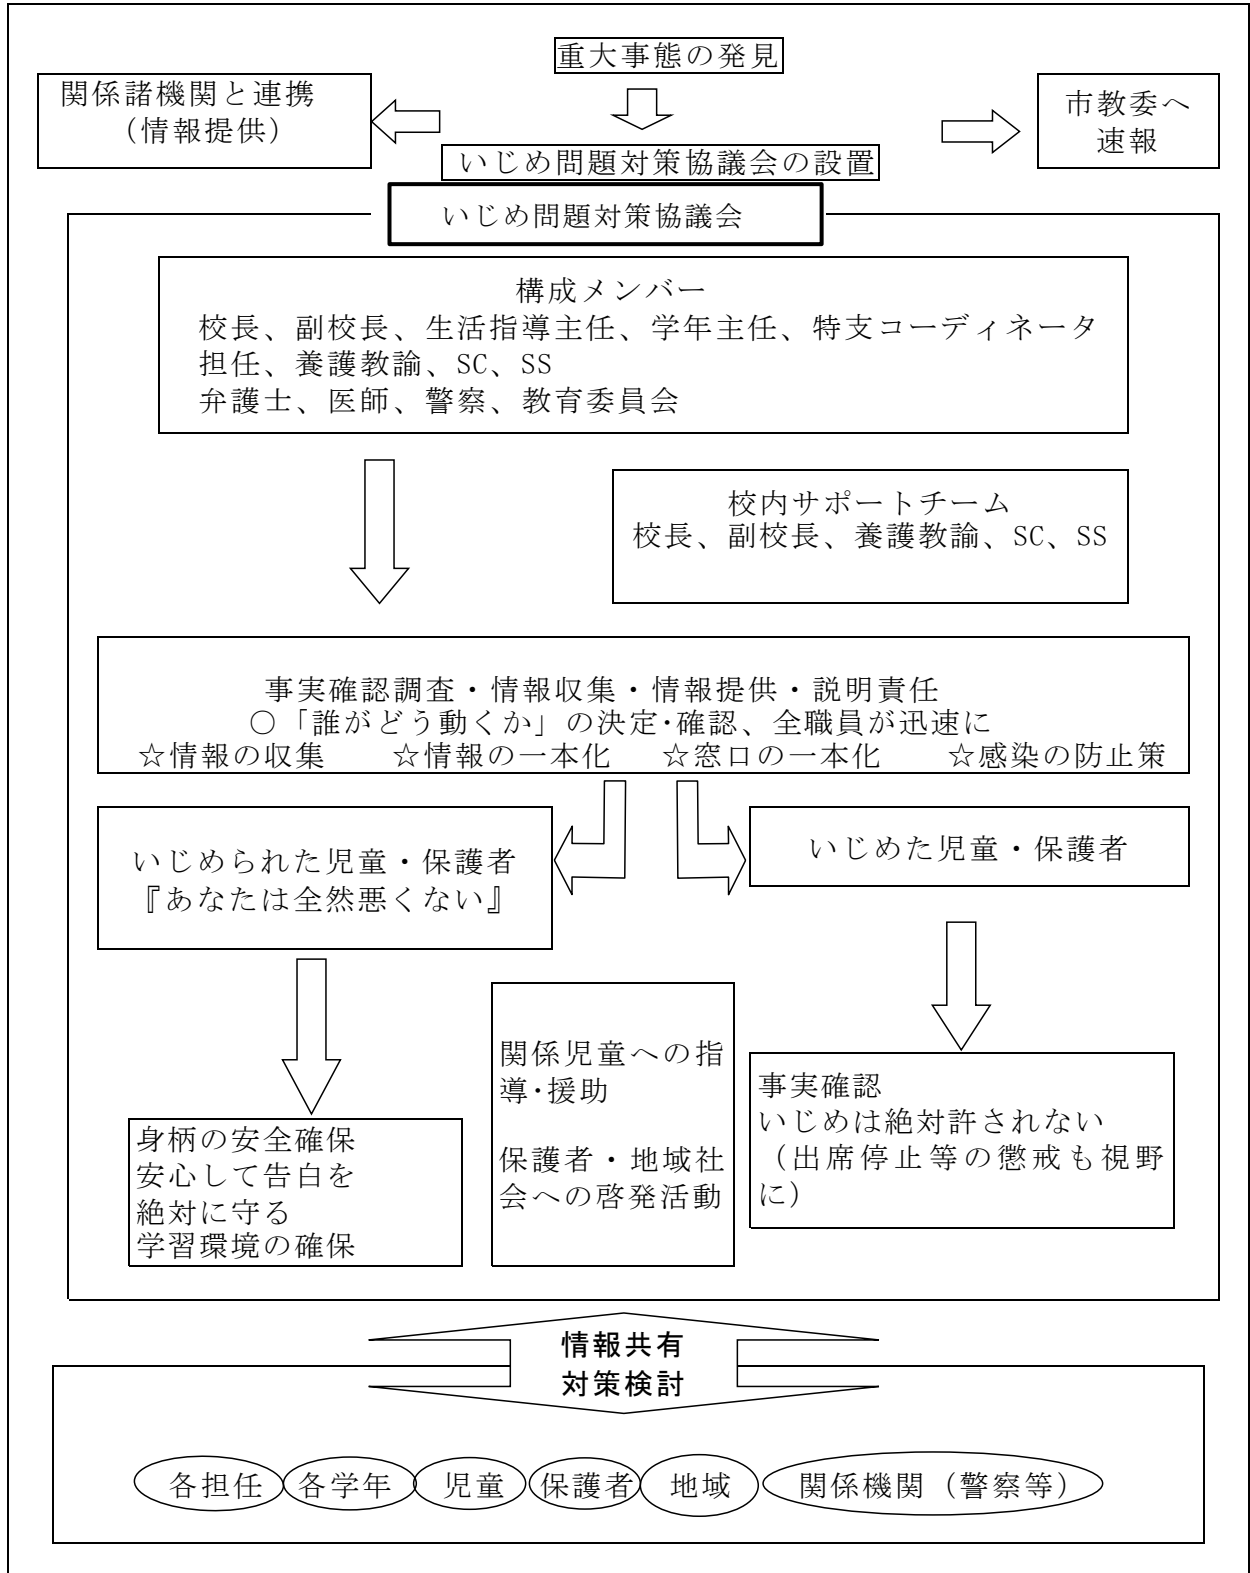 重大事態の発見
関係諸機関と連携
（情報提供）
市教委へ
速報
いじめ問題対策協議会の設置
いじめ問題対策協議会
構成メンバー
校長、副校長、生活指導主任、学年主任、特支コーディネータ
担任、養護教諭、SC、SS
弁護士、医師、警察、教育委員会
校内サポートチーム
校長、副校長、養護教諭、SC、SS
事実確認調査・情報収集・情報提供・説明責任
○「誰がどう動くか」の決定・確認、全職員が迅速に
☆情報の収集　☆情報の一本化　☆窓口の一本化　☆感染の防止策
いじめられた児童・保護者
『あなたは全然悪くない』
いじめた児童・保護者
身柄の安全確保
安心して告白を
絶対に守る
学習環境の確保
関係児童への指
導・援助
保護者・地域社
会への啓発活動
事実確認
いじめは絶対許されない
（出席停止等の懲戒も視野
に）
情報共有
対策検討
各担任　各学年　児童　保護者　地域　関係機関（警察等）